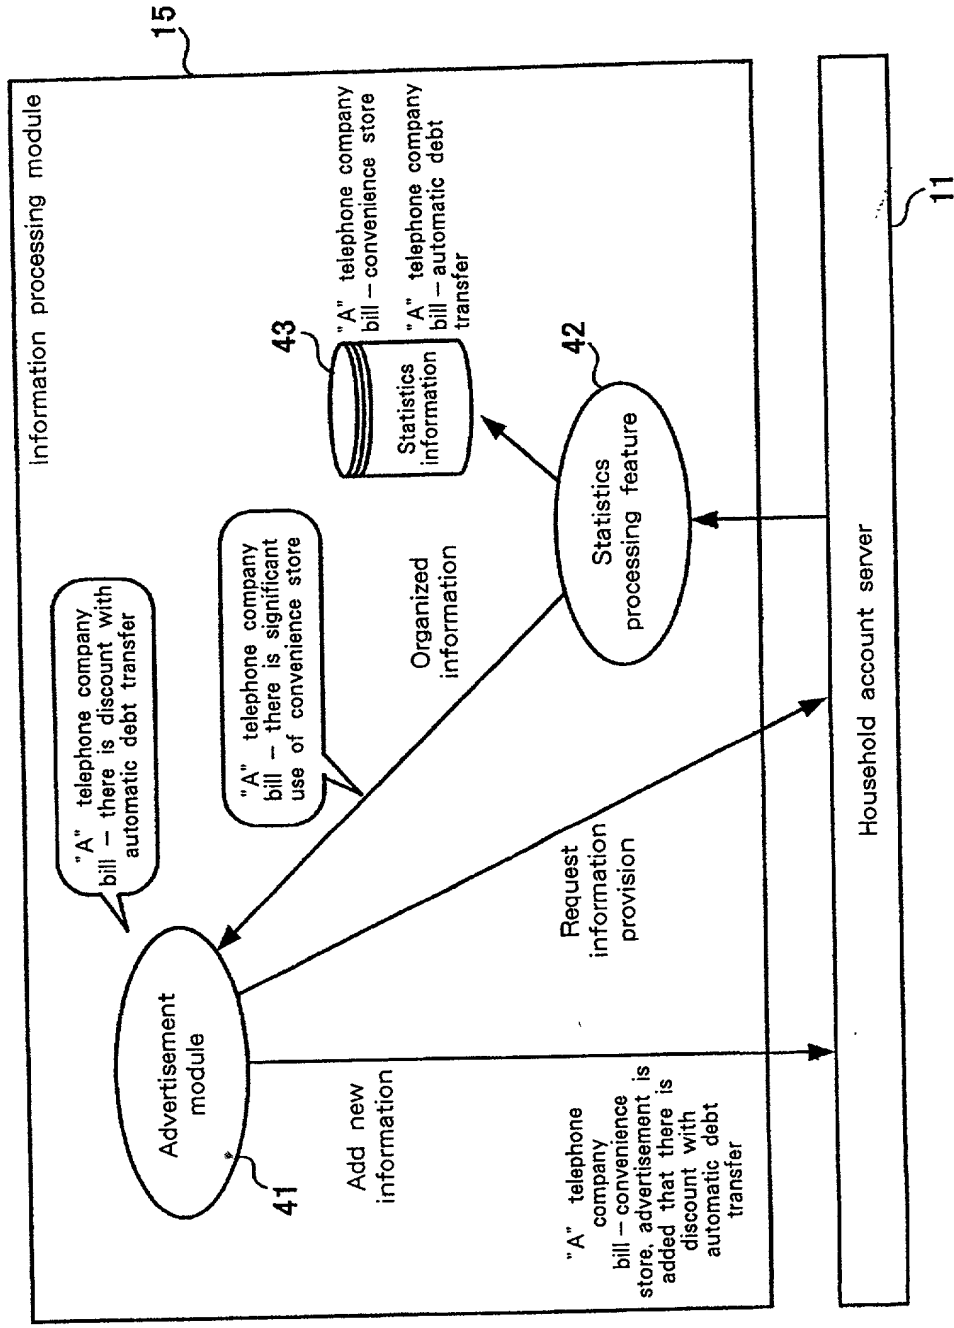 Information processing module
15
"A" telephone company
bill – there is discount with
automatic debt transfer
"A" telephone company
bill – there is significant
use of convenience store
43
Statistics
information
"A" telephone company
bill – convenience store
"A" telephone company
bill – automatic debt
transfer
Advertisement
module
41
Organized
information
42
Statistics
processing feature
Add new
information
Request
information
provision
"A" telephone
company
bill – convenience
store, advertisement is
added that there is
discount with
automatic debt
transfer
Household account server
11